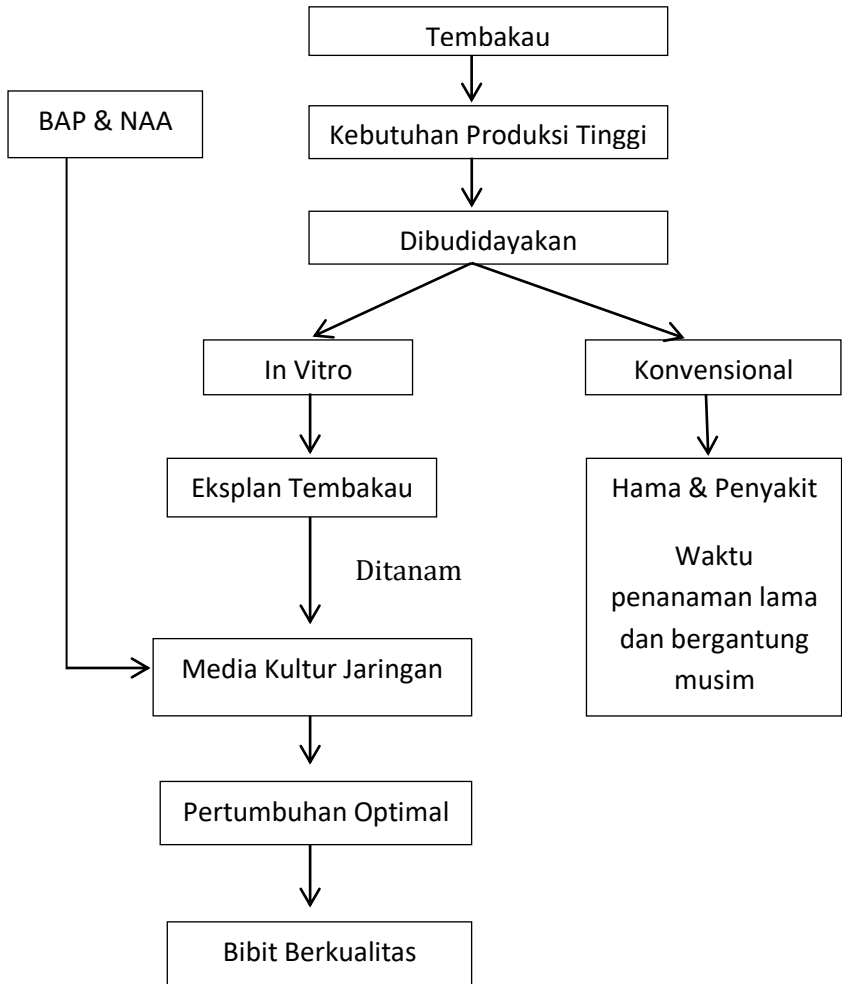 Tembakau
BAP & NAA
Kebutuhan Produksi Tinggi
Dibudidayakan
In Vitro
Konvensional
Eksplan Tembakau
Hama & Penyakit
Waktu
penanaman lama
dan bergantung
musim
Ditanam
Media Kultur Jaringan
Pertumbuhan Optimal
Bibit Berkualitas